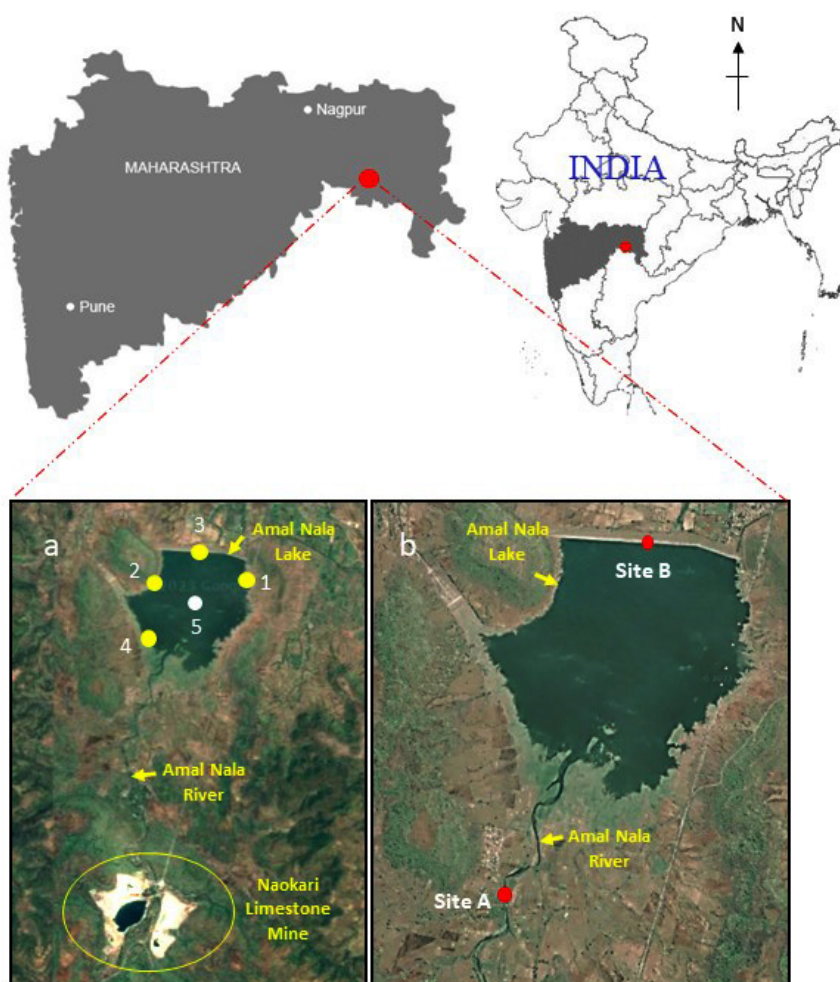 N
Nagpur
MAHARASHTRA
INDIA
Pune
a
3
Amal Nala
Lake
2
1
5
4
Amal Nala
River
Naokari
Limestone
Mine
b
Amal Nala
Lake
Site B
Amal Nala
River
Site A